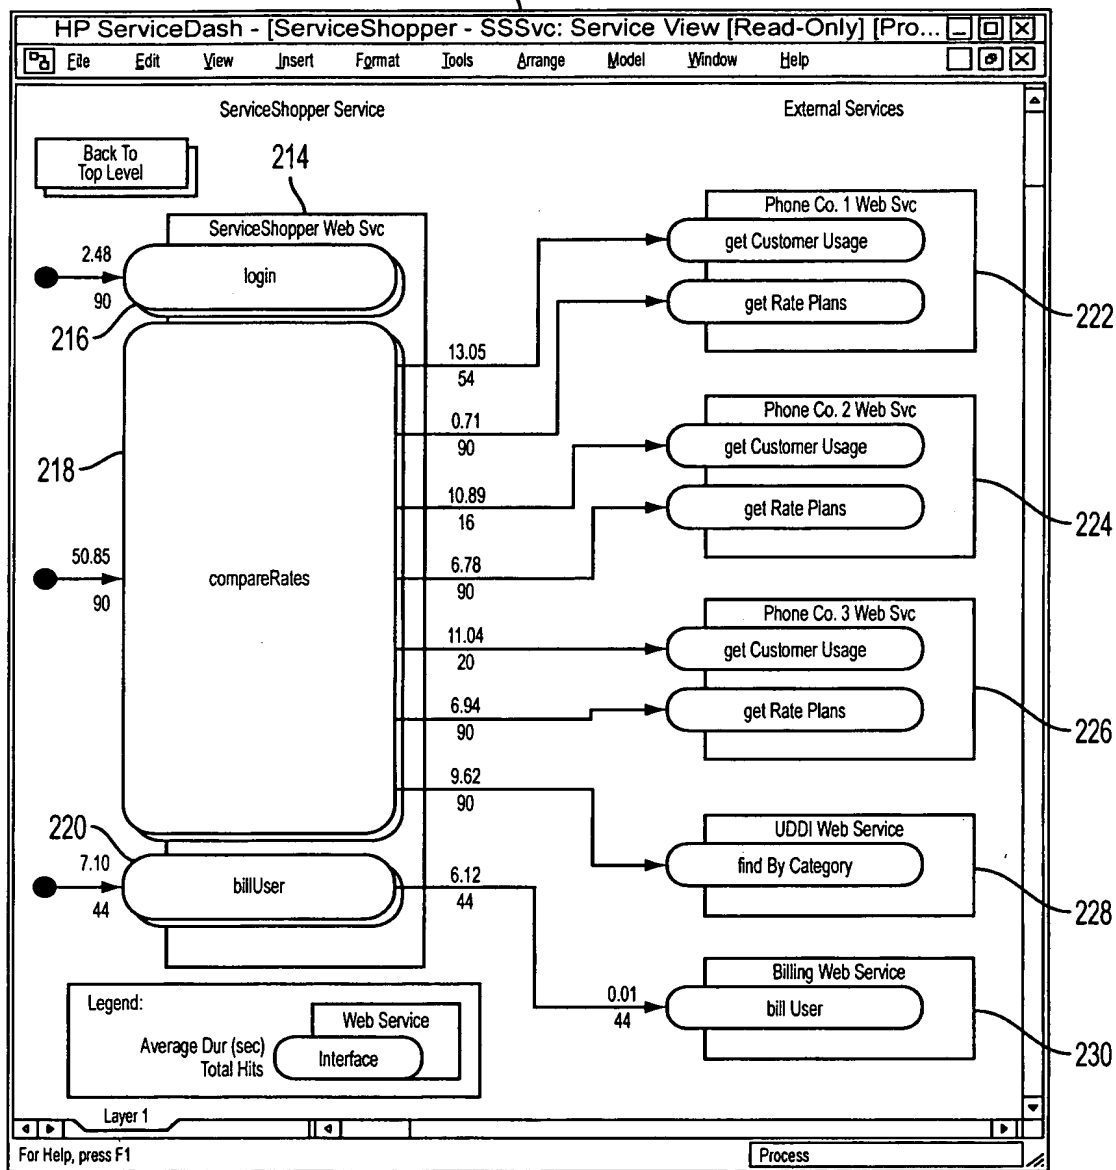 HP ServiceDash - [ServiceShopper - SSSvc: Service View [Read-Only] [Pro...
File Edit View Insert Format Tools Arrange Model Window Help
ServiceShopper Service
External Services
Back To
Top Level
214
ServiceShopper Web Svc
2.48
90
login
216
218
50.85
90
compareRates
220
7.10
44
billUser
13.05
54
0.71
90
10.89
16
6.78
90
11.04
20
6.94
90
9.62
90
6.12
44
0.01
44
Phone Co. 1 Web Svc
get Customer Usage
get Rate Plans
222
Phone Co. 2 Web Svc
get Customer Usage
get Rate Plans
224
Phone Co. 3 Web Svc
get Customer Usage
get Rate Plans
226
UDDI Web Service
find By Category
228
Billing Web Service
bill User
230
Legend:
Web Service
Average Dur (sec)
Total Hits
Interface
Layer 1
For Help, press F1
Process